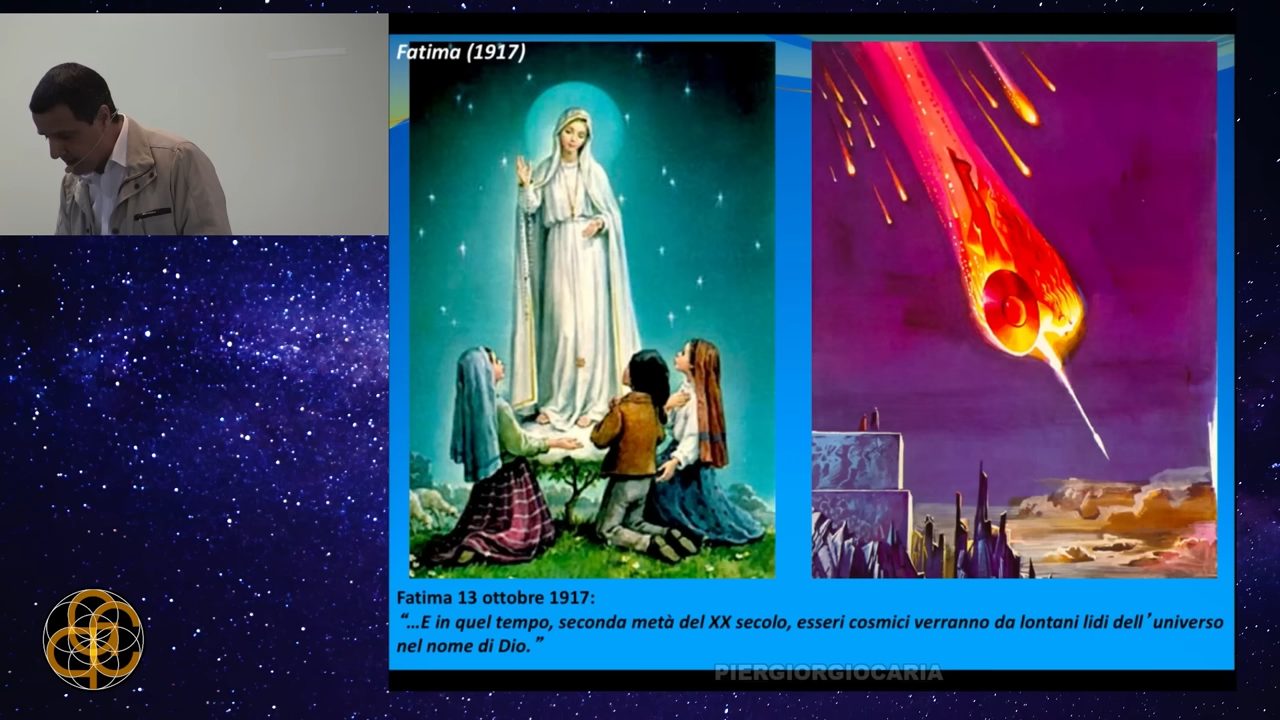 Fatima (1917)
Fatima 13 ottobre 1917:
“...E in quel tempo, seconda metà del XX secolo, esseri cosmici verranno da lontani lidi dell’universo
nel nome di Dio.”
PIERGIORGIOCARIA